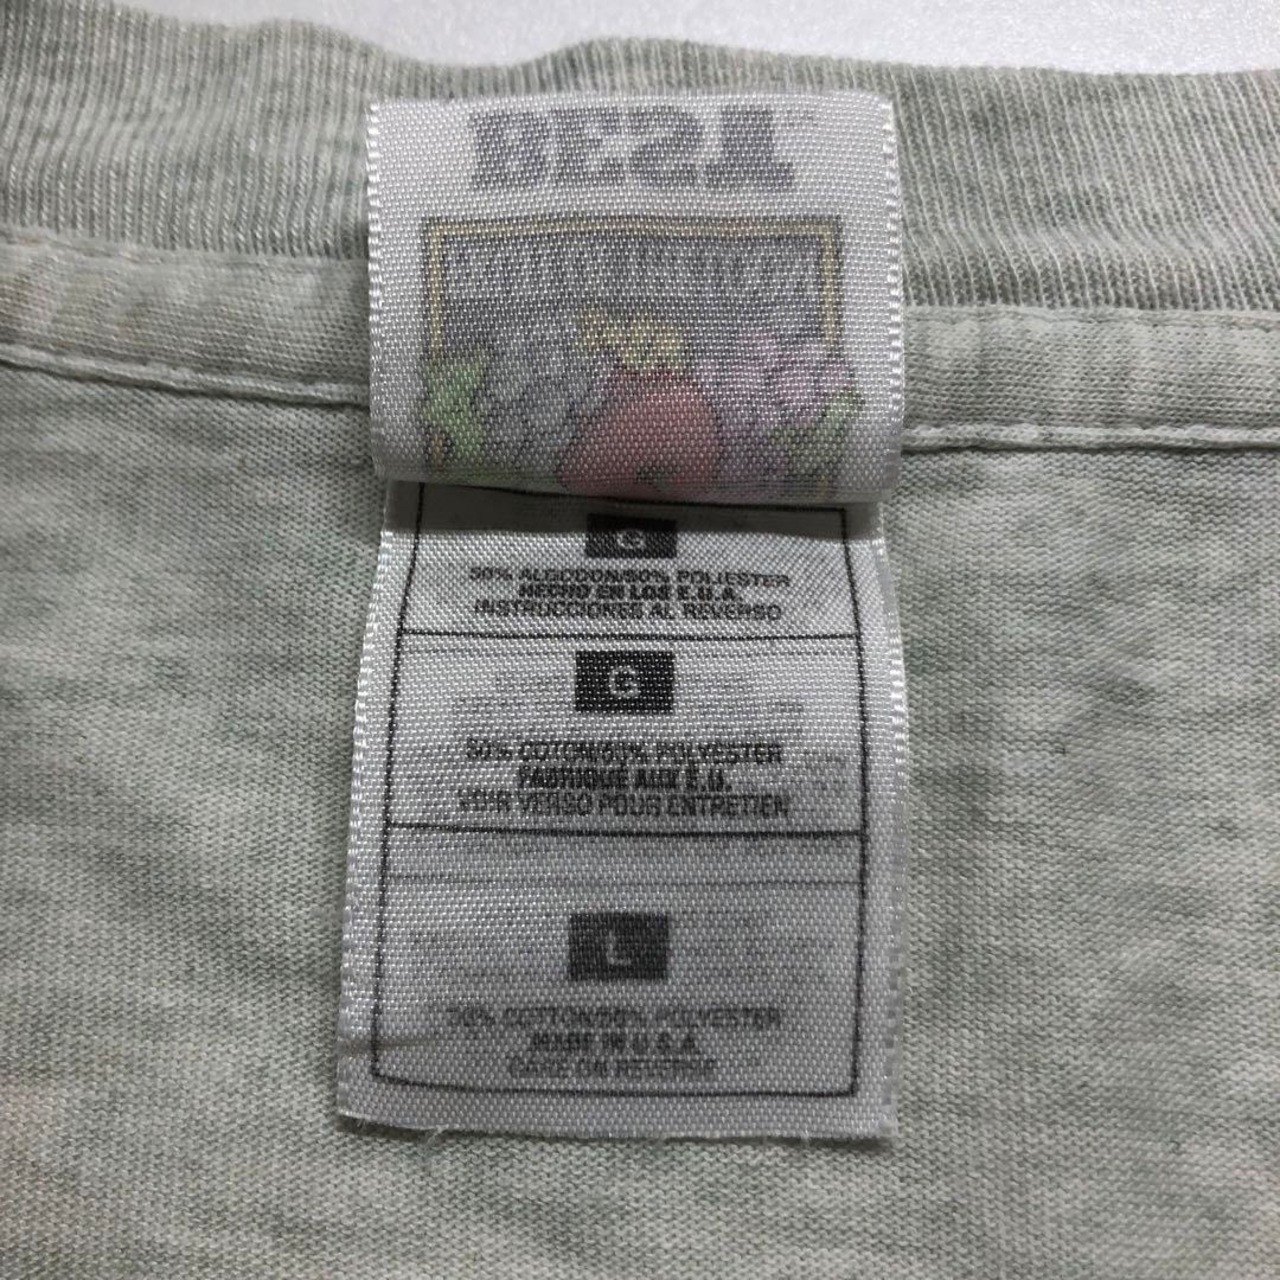 BEST
G
50% ALGODON/50% POLIESTER
HECHO EN LOS E.U.A.
INSTRUCCIONES AL REVERSO
G
50% COTON/50% POLYESTER
FABRIQUE AUX E.U.
VOIR VERSO POUR ENTRETIEN
L
50% COTTON/50% POLYESTER
MADE IN U.S.A.
CARE ON REVERSE